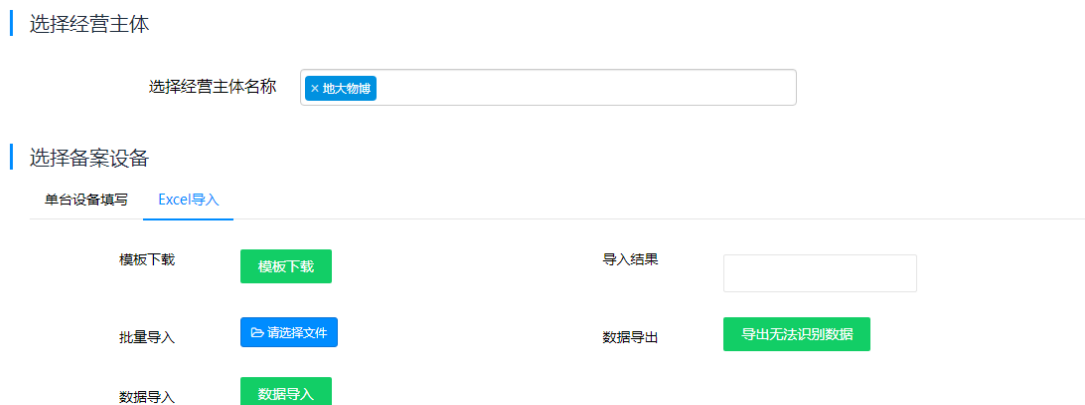 选择经营主体
选择经营主体名称 × 地大物博
选择备案设备
单台设备填写 Excel导入
模板下载 模板下载 导入结果
批量导入 请选择文件 数据导出 导出无法识别数据
数据导入 数据导入